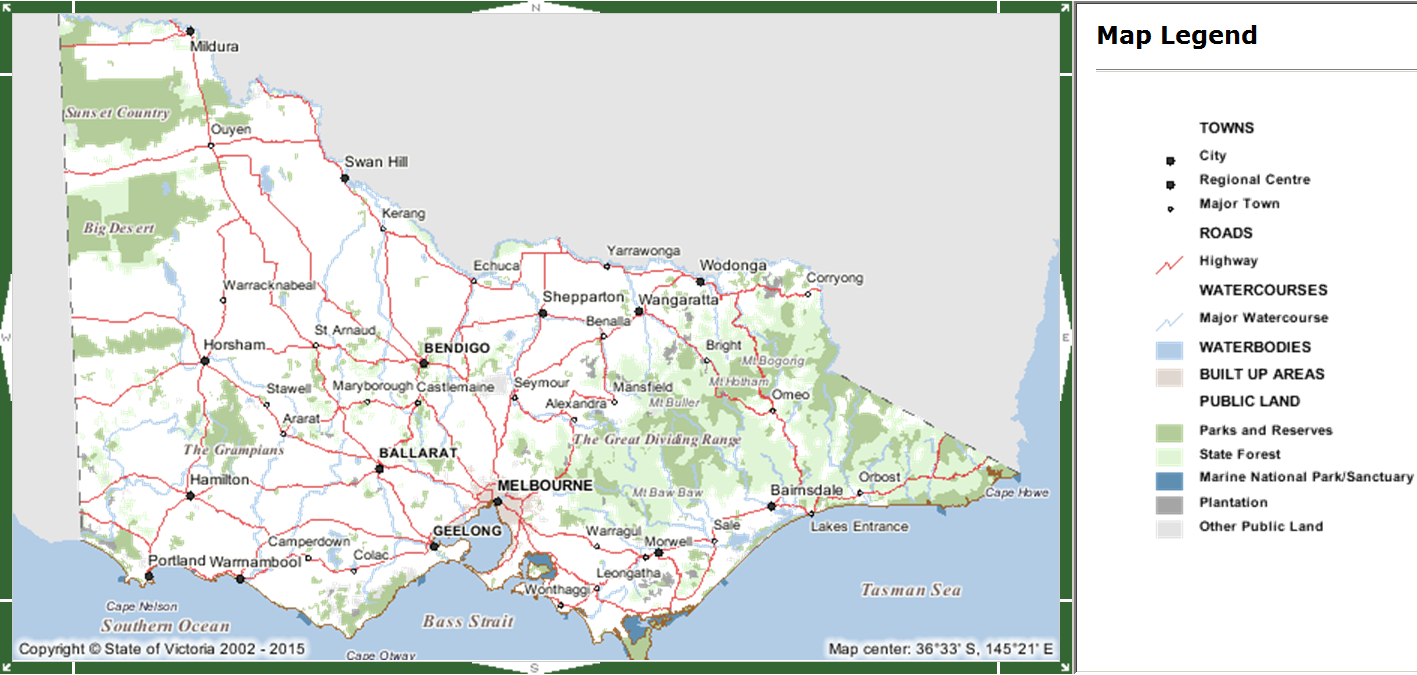 N
Map Legend
Mildura
Suns et Country
Ouyen
Swan Hill
Kerang
Big Des ert
Yarrawonga
Echuca
Wodonga
Corryong
Warracknabeal
Shepparton
Wangaratta
Benalla
St Arnaud
W
E
Horsham
BENDIGO
Bright
Mt Bogong
Mt Hotham
Stawell
Maryborough
Castlemaine
Seymour
Mansfield
Alexandra
Mt Buller
Omeo
Ararat
The Great Dividing Range
The Grampians
BALLARAT
Hamilton
MELBOURNE
Mt Baw Baw
Bairnsdale
Orbost
Cape Howe
GEELONG
Warragul
Sale
Lakes Entrance
Camperdown
Colac
Morwell
Portland
Warrnambool
Leongatha
Wonthaggi
Tasman Sea
Cape Nelson
Southern Ocean
Bass Strait
Copyright © State of Victoria 2002 - 2015
Cape Otway
Map center: 36°33' S, 145°21' E
S
TOWNS
City
Regional Centre
Major Town
ROADS
Highway
WATERCOURSES
Major Watercourse
WATERBODIES
BUILT UP AREAS
PUBLIC LAND
Parks and Reserves
State Forest
Marine National Park/Sanctuary
Plantation
Other Public Land